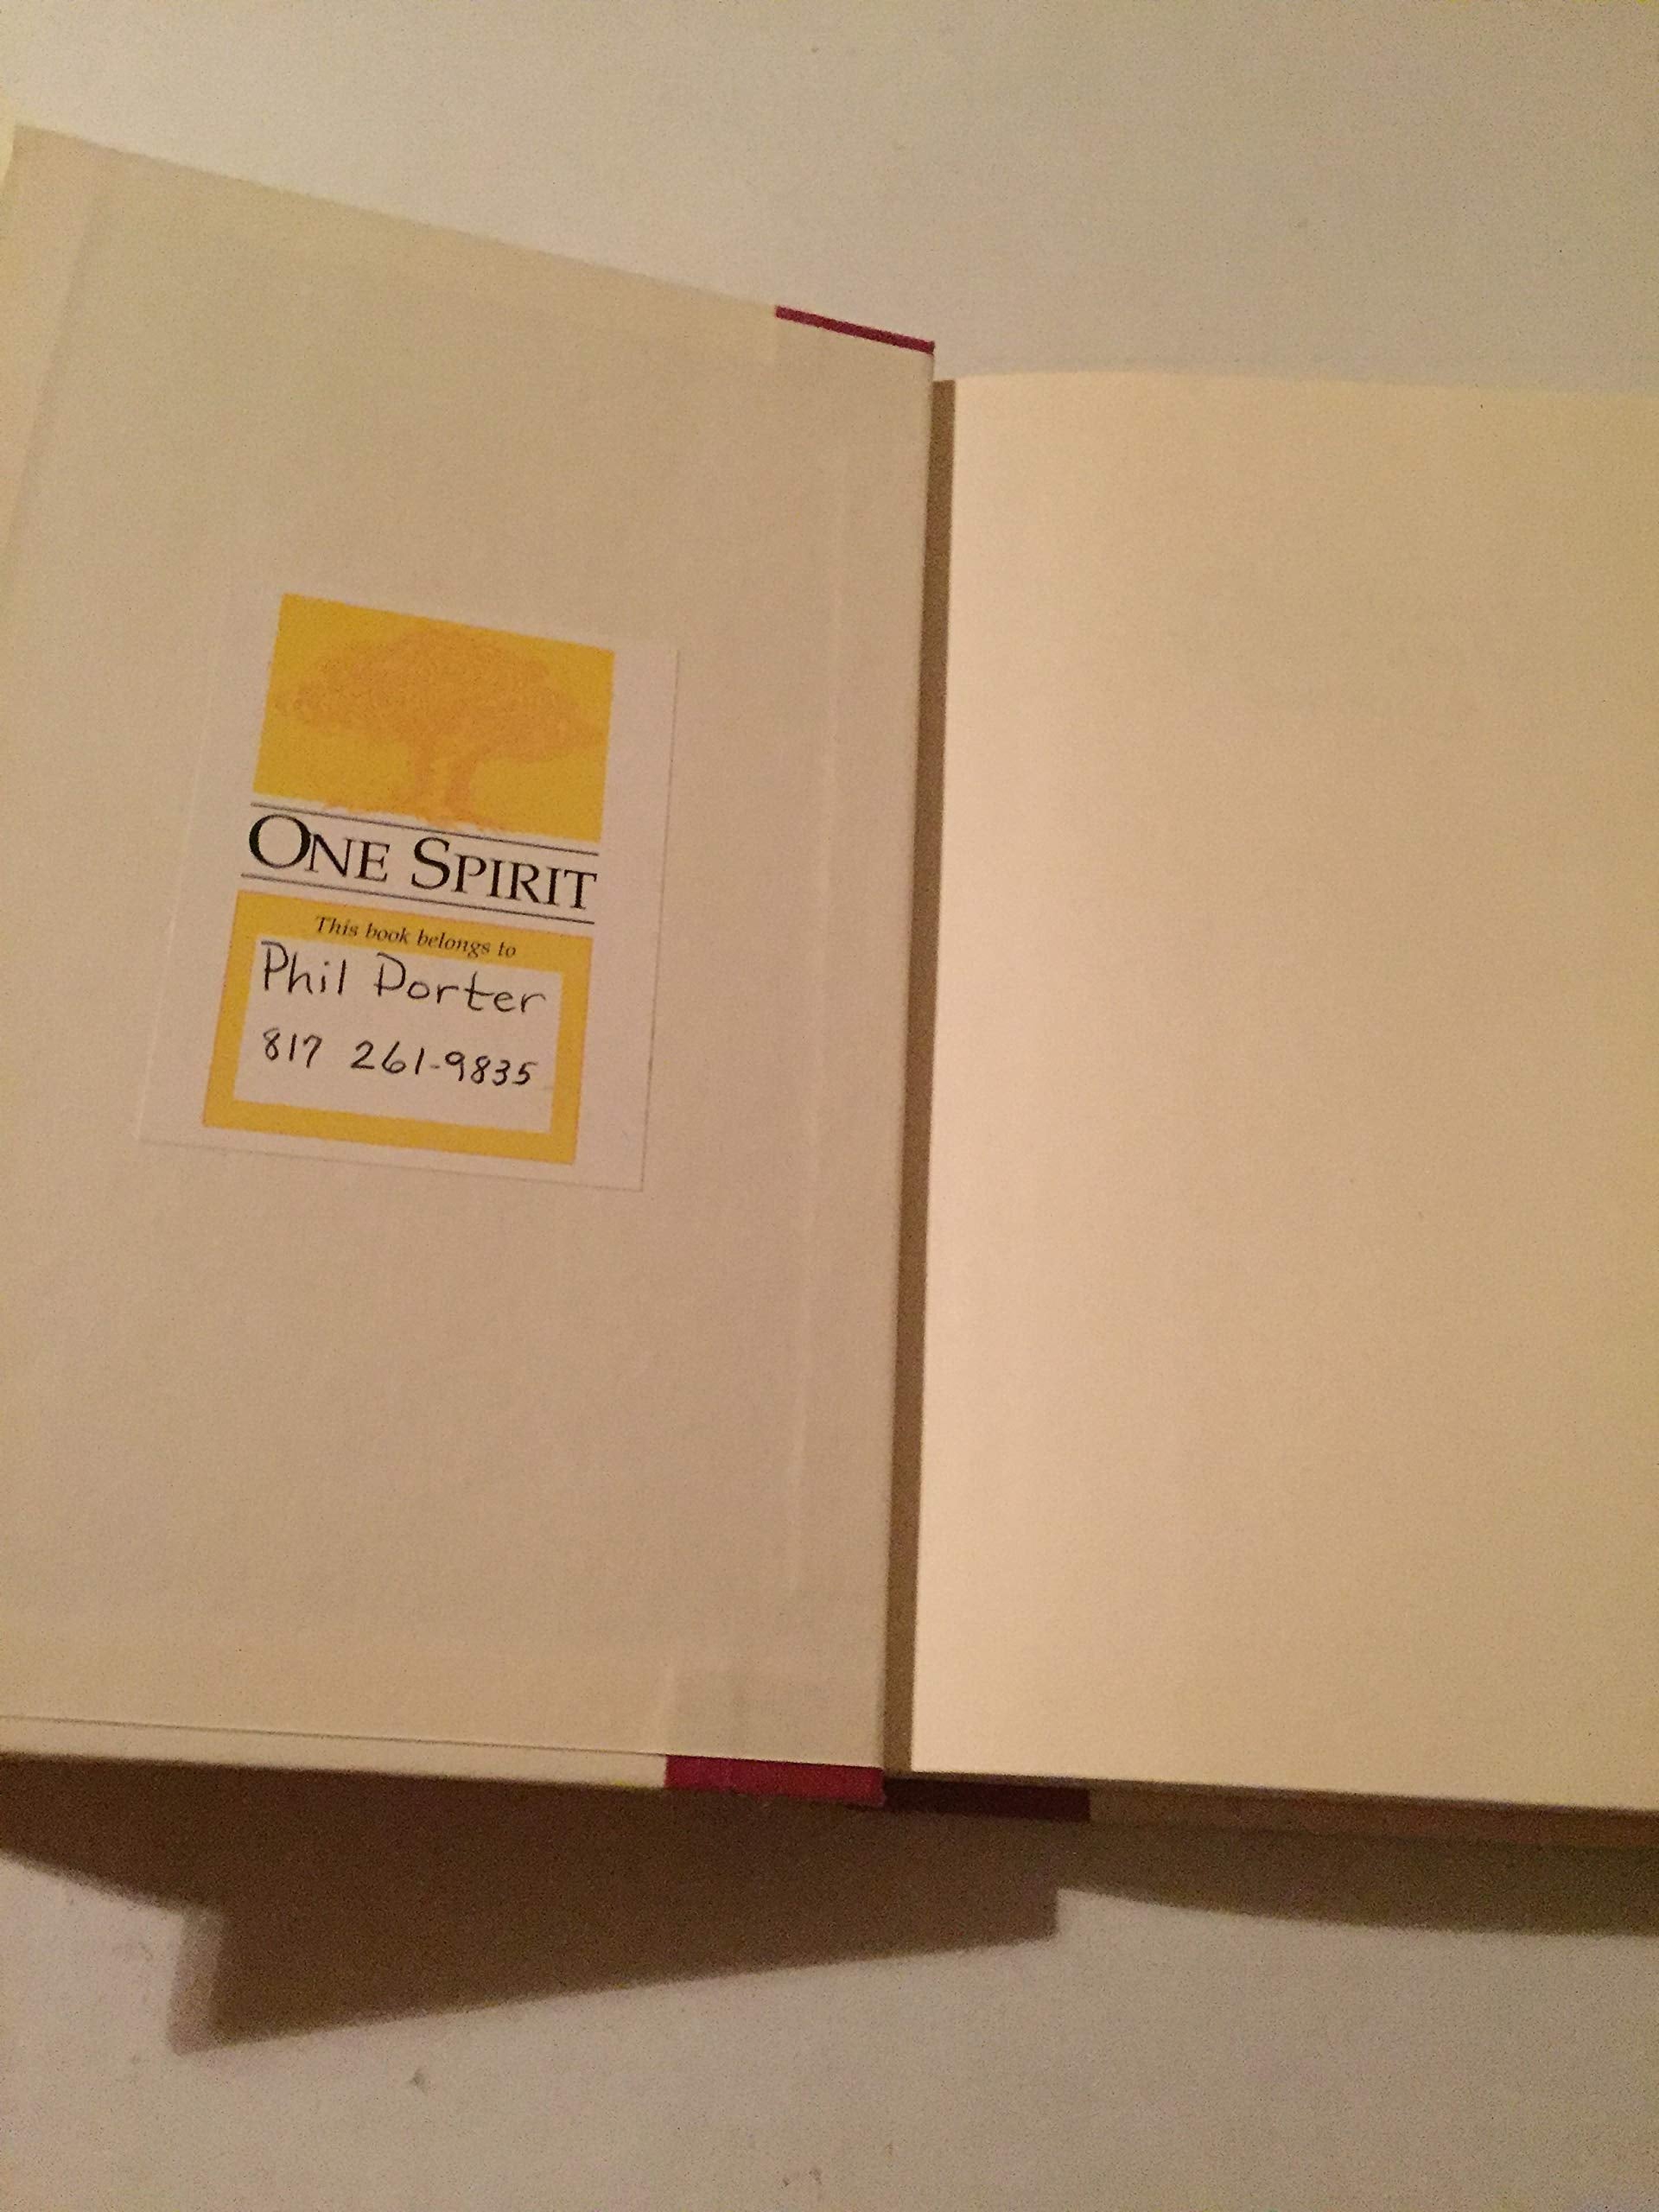 ONE SPIRIT
This book belongs to
Phil Porter
817 261-9835